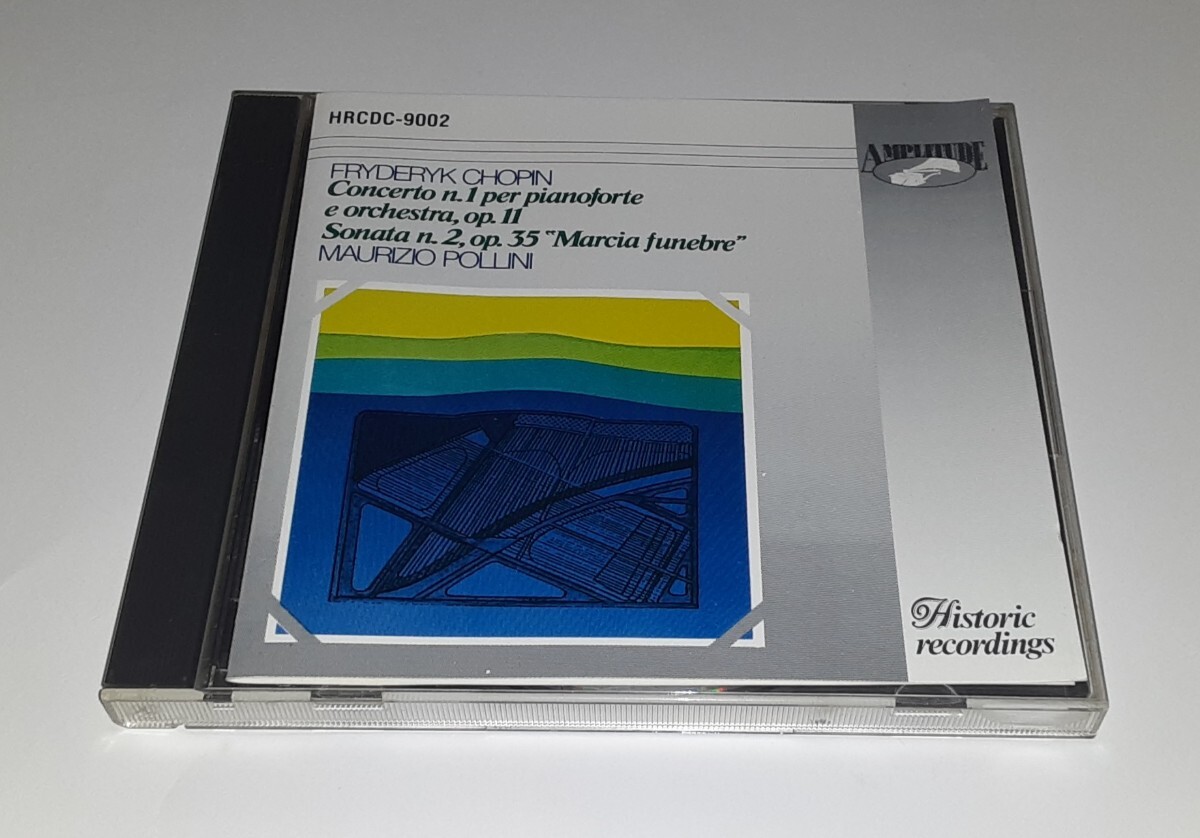 HRCDC-9002
AMPLITUDE
FRYDERYK CHOPIN
Concerto n. 1 per pianoforte
e orchestra, op. 11
Sonata n. 2, op. 35 "Marcia funebre"
MAURIZIO POLLINI
Historic
recordings